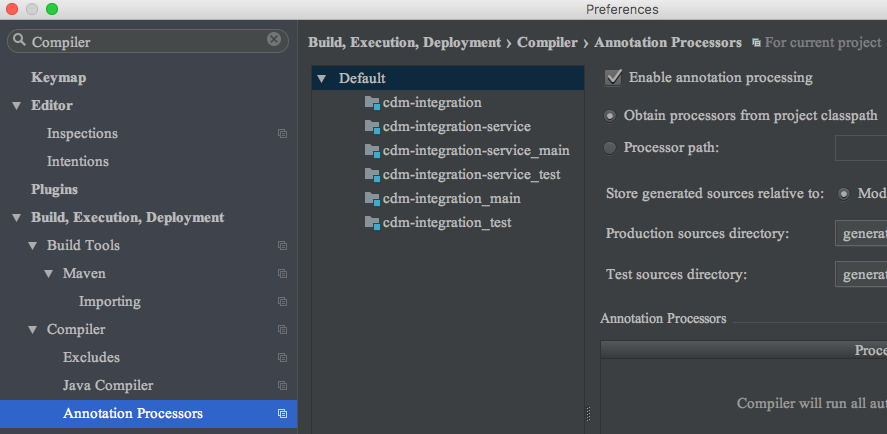 Preferences
Compiler
Keymap
Editor
Inspections
Intentions
Plugins
Build, Execution, Deployment
Build Tools
Maven
Importing
Compiler
Excludes
Java Compiler
Annotation Processors
Build, Execution, Deployment › Compiler › Annotation Processors For current project
Default
cdm-integration
cdm-integration-service
cdm-integration-service_main
cdm-integration-service_test
cdm-integration_main
cdm-integration_test
Enable annotation processing
Obtain processors from project classpath
Processor path:
Store generated sources relative to: Mod
Production sources directory: genera
Test sources directory: genera
Annotation Processors
Proce
Compiler will run all aut